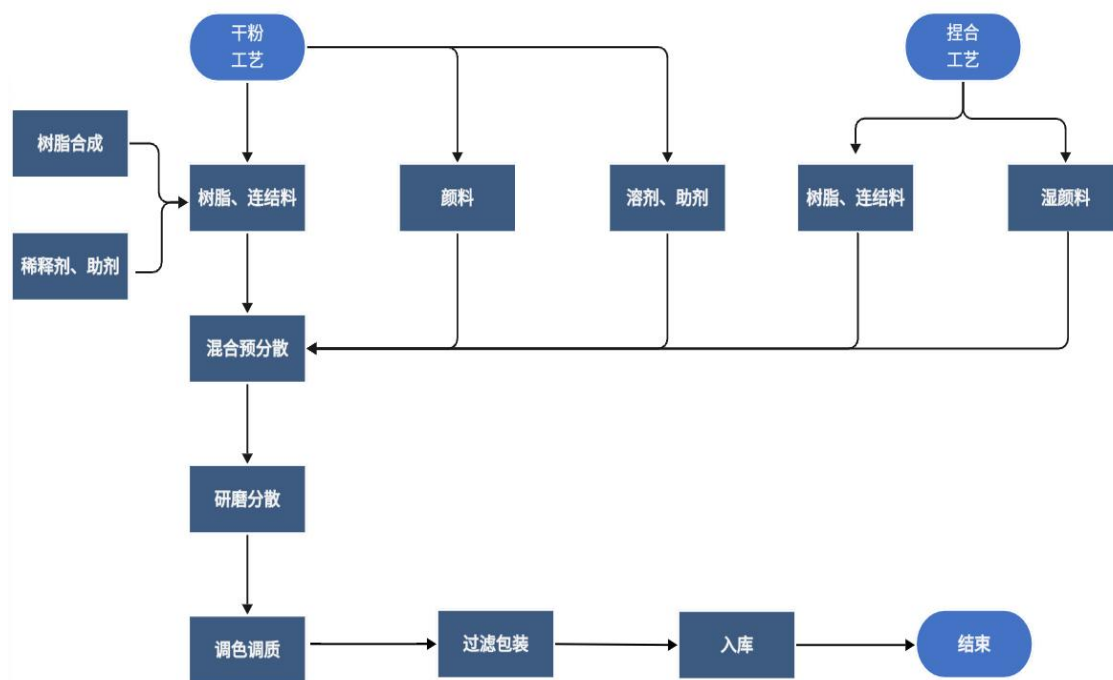 干粉
工艺
捏合
工艺
树脂合成
树脂、连结料
颜料
溶剂、助剂
树脂、连结料
湿颜料
稀释剂、助剂
混合预分散
研磨分散
调色调质
过滤包装
入库
结束